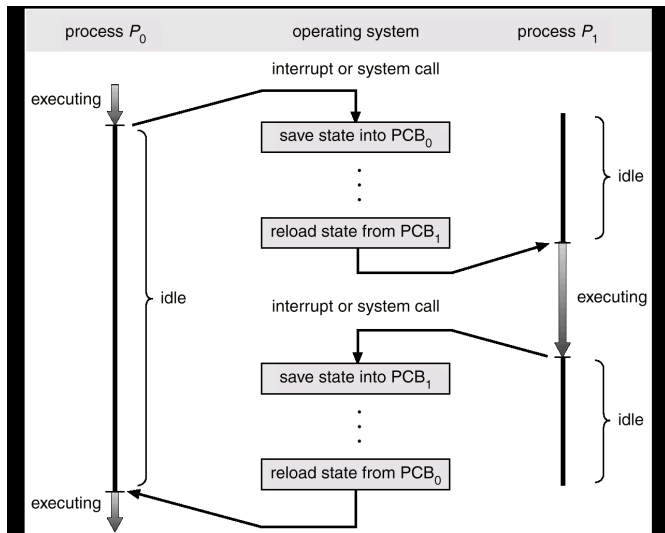 process P0 operating system process P1
interrupt or system call
executing
save state into PCB0
idle
reload state from PCB1
idle
executing
interrupt or system call
save state into PCB1
idle
reload state from PCB0
executing